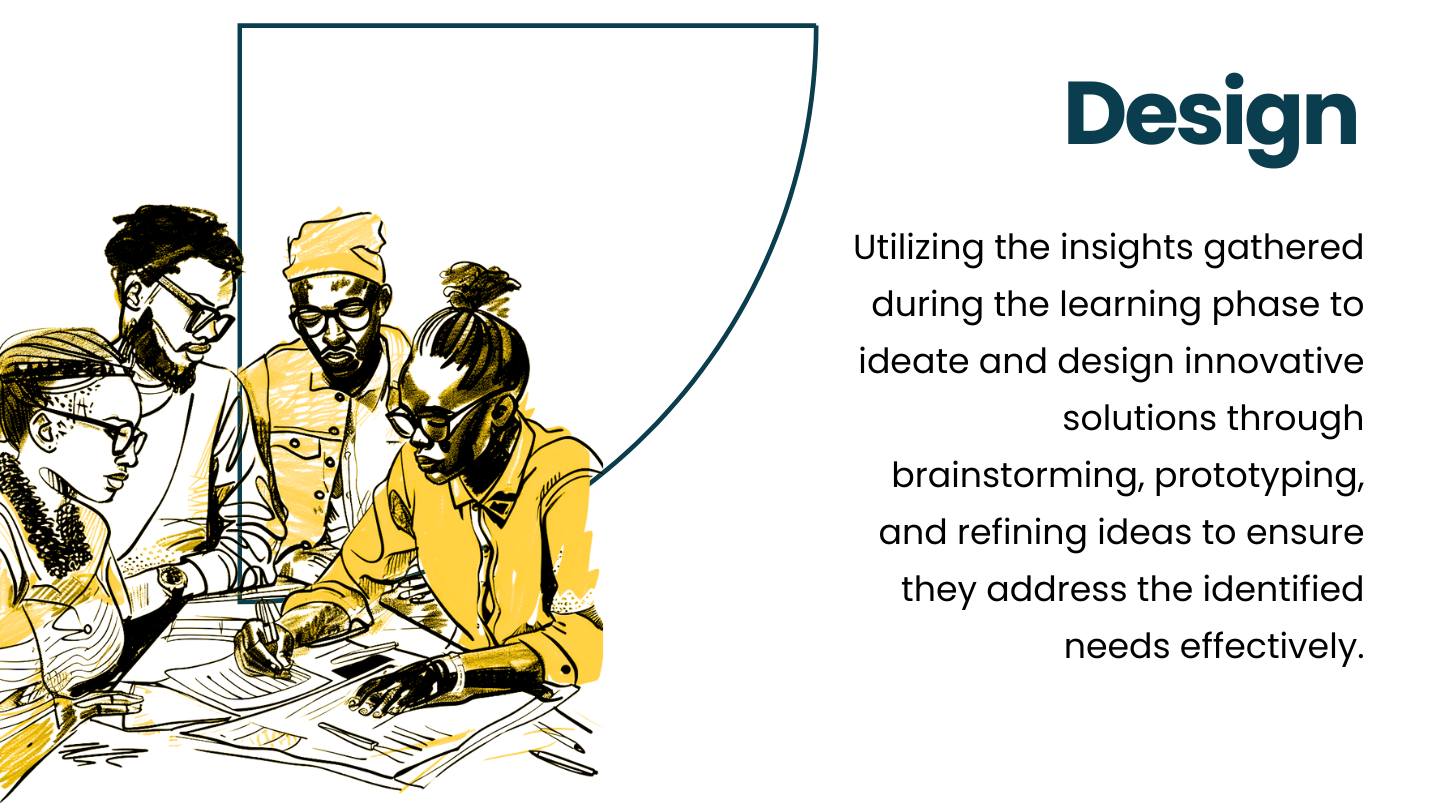 Design
Utilizing the insights gathered
during the learning phase to
ideate and design innovative
solutions through
brainstorming, prototyping,
and refining ideas to ensure
they address the identified
needs effectively.